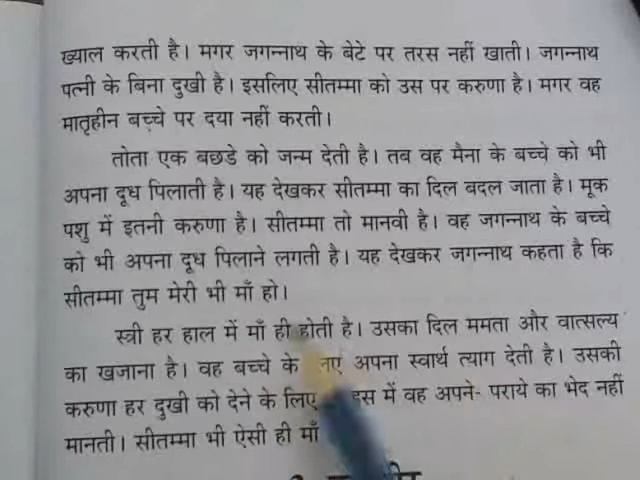 ख्याल करती है। मगर जगन्नाथ के बेटे पर तरस नहीं खाती। जगन्नाथ
पत्नी के बिना दुखी है। इसलिए सीतम्मा को उस पर करुणा है। मगर वह
मातृहीन बच्चे पर दया नहीं करती।
तोता एक बछडे को जन्म देती है। तब वह मैना के बच्चे को भी
अपना दूध पिलाती है। यह देखकर सीतम्मा का दिल बदल जाता है। मूक
पशु में इतनी करुणा है। सीतम्मा तो मानवी है। वह जगन्नाथ के बच्चे
को भी अपना दूध पिलाने लगती है। यह देखकर जगन्नाथ कहता है कि
सीतम्मा तुम मेरी भी माँ हो।
स्त्री हर हाल में माँ ही होती है। उसका दिल ममता और वात्सल्य
का खजाना है। वह बच्चे के अपना स्वार्थ त्याग देती है। उसकी
करुणा हर दुखी को देने के लिए में वह अपने- पराये का भेद नहीं
मानती। सीतम्मा भी ऐसी ही माँ